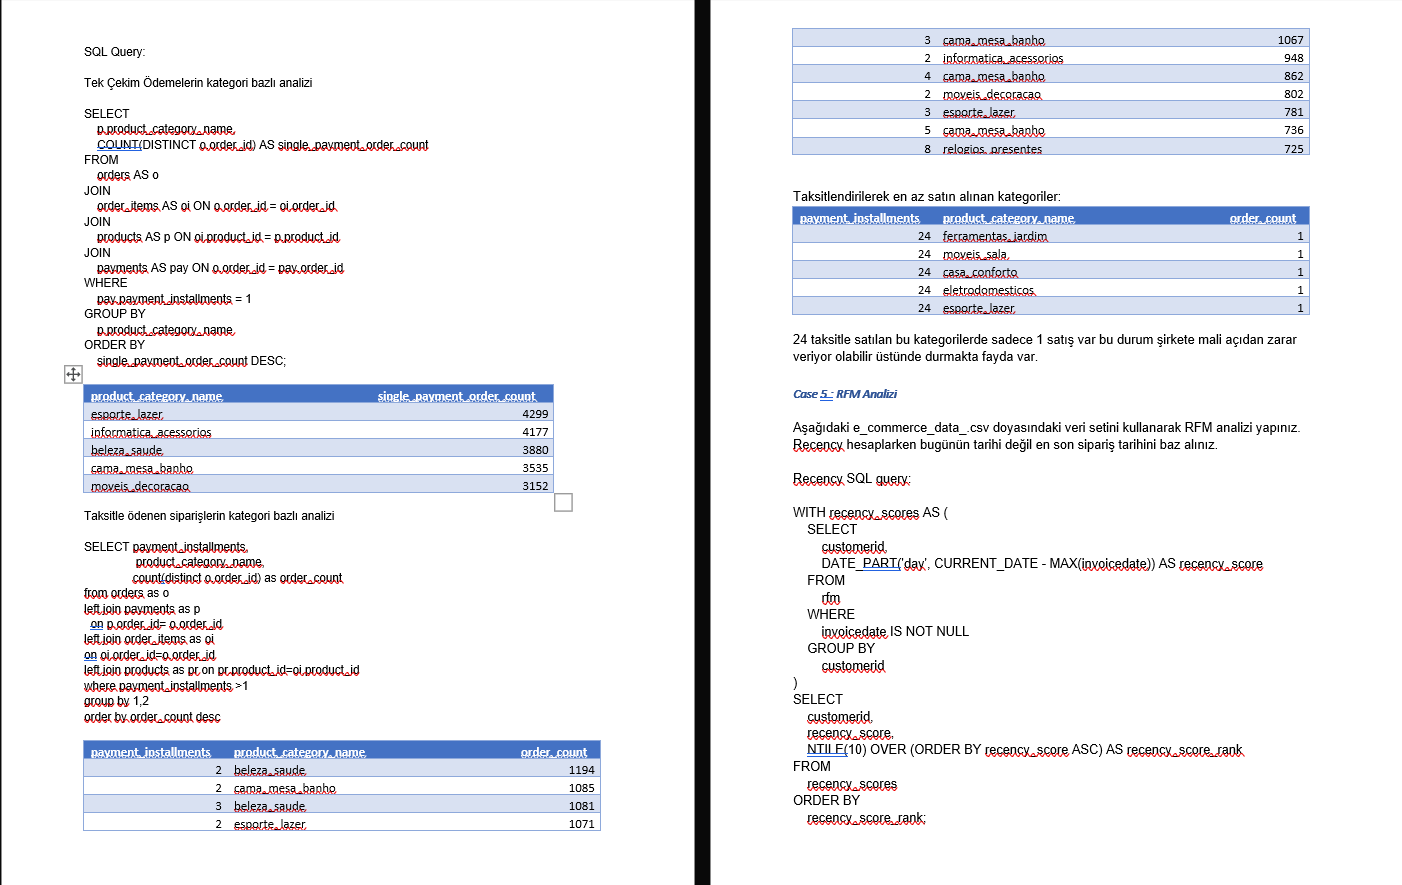 SQL Query:
Tek Çekim Ödemelerin kategori bazlı analizi
SELECT
p.product_category_name,
COUNT(DISTINCT o.order_id) AS single_payment_order_count
FROM
orders AS o
JOIN
order_items AS oi ON o.order_id = oi.order_id
JOIN
products AS p ON oi.product_id = p.product_id
JOIN
payments AS pay ON o.order_id = pay.order_id
WHERE
pay.payment_installments = 1
GROUP BY
p.product_category_name
ORDER BY
single_payment_order_count DESC;
product_category_name single_payment_order_count
esporte_lazer 4299
informatica_acessorios 4177
beleza_saude 3880
cama_mesa_banho 3535
moveis_decoracao 3152
Taksitle ödenen siparişlerin kategori bazlı analizi
SELECT payment_installments,
product_category_name,
count(distinct o.order_id) as order_count
from orders as o
left join payments as p
on p.order_id= o.order_id
left join order_items as oi
on oi.order_id=o.order_id
left join products as pr on pr.product_id=oi.product_id
where payment_installments >1
group by 1,2
order by order_count desc
payment_installments product_category_name order_count
2 beleza_saude 1194
2 cama_mesa_banho 1085
3 beleza_saude 1081
2 esporte_lazer 1071
3 cama_mesa_banho 1067
2 informatica_acessorios 948
4 cama_mesa_banho 862
2 moveis_decoracao 802
3 esporte_lazer 781
5 cama_mesa_banho 736
8 relogios_presentes 725
Taksitlendirilerek en az satın alınan kategoriler:
payment_installments product_category_name order_count
24 ferramentas_jardim 1
24 moveis_sala 1
24 casa_conforto 1
24 eletrodomesticos 1
24 esporte_lazer 1
24 taksitle satılan bu kategorilerde sadece 1 satış var bu durum şirkete mali açıdan zarar
veriyor olabilir üstünde durmakta fayda var.
Case 5 : RFM Analizi
Aşağıdaki e_commerce_data_.csv doyasındaki veri setini kullanarak RFM analizi yapınız.
Recency hesaplarken bugünün tarihi değil en son sipariş tarihini baz alınız.
Recency SQL query:
WITH recency_scores AS (
SELECT
customerid,
DATE_PART('day', CURRENT_DATE - MAX(invoicedate)) AS recency_score
FROM
rfm
WHERE
invoicedate IS NOT NULL
GROUP BY
customerid
)
SELECT
customerid,
recency_score,
NTILE(10) OVER (ORDER BY recency_score ASC) AS recency_score_rank
FROM
recency_scores
ORDER BY
recency_score_rank;